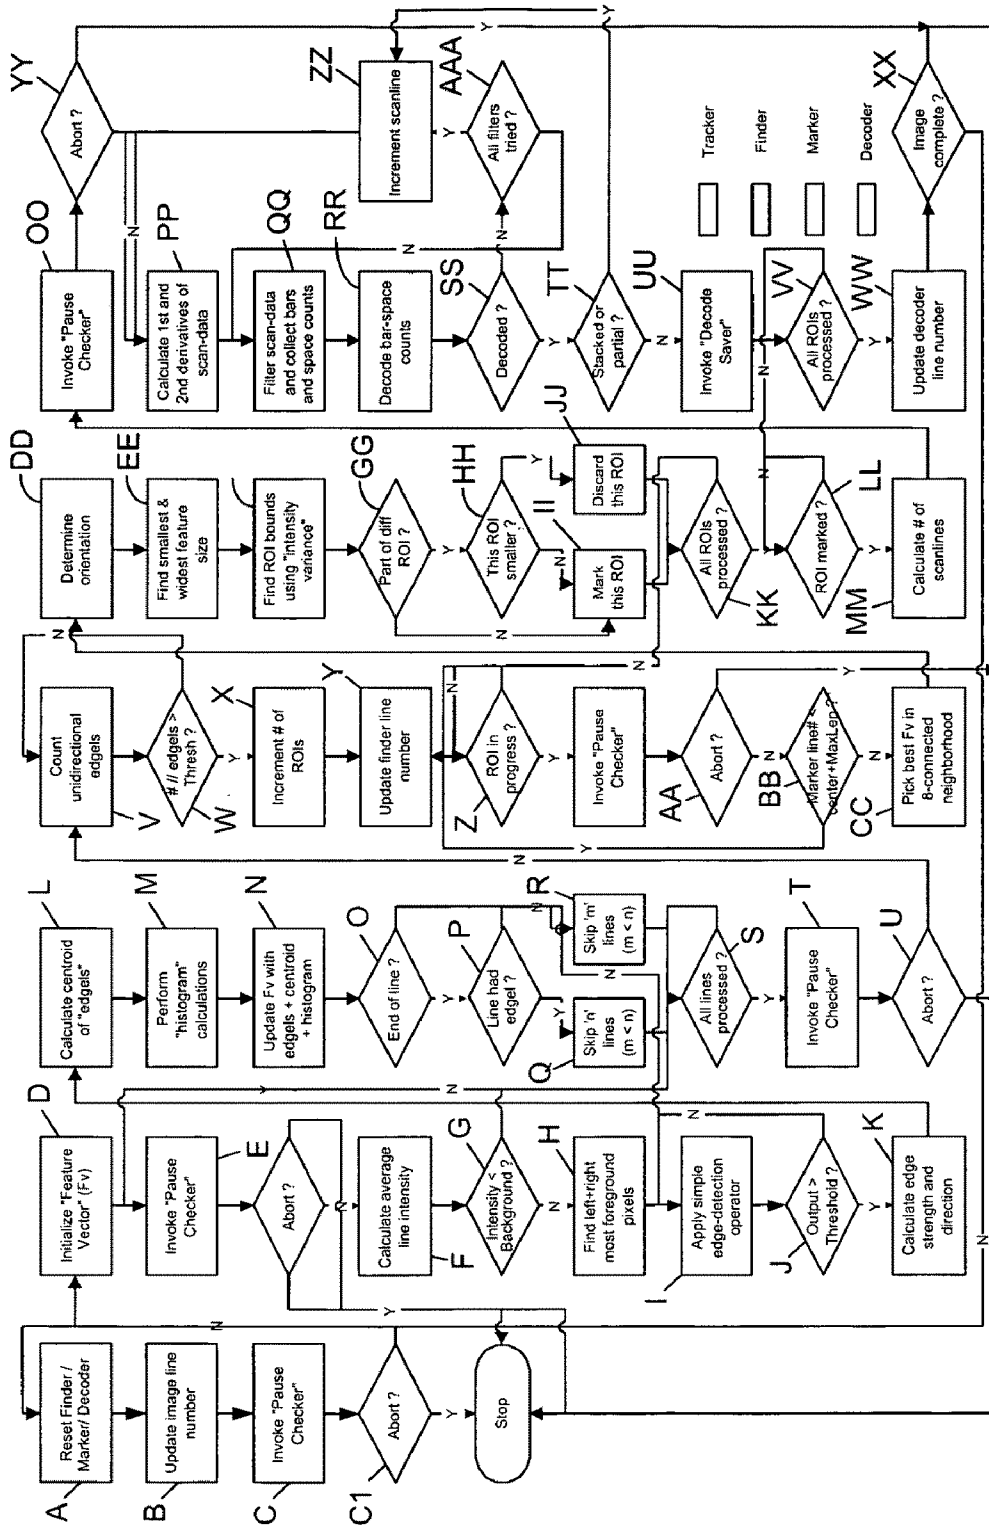 A
Reset Finder /
Marker/ Decoder
B
Update image line
number
C
Invoke "Pause
Checker"
C1
Abort ?
Y
N
Stop
D
Initialize "Feature
Vector" (Fv)
E
Invoke "Pause
Checker"
Abort ?
N
Y
F
Calculate average
line intensity
G
Intensity <
Background ?
N
N
H
Find left+right
most foreground
pixels
I
Apply simple
edge-detection
operator
J
Output >
Threshold ?
N
Y
K
Calculate edge
strength and
direction
L
Calculate centroid
of "edgels"
M
Perform
"histogram"
calculations
N
Update Fv with
edgels + centroid
+ histogram
O
End of line ?
Y
N
P
Line had
edgel ?
Y
N
Q
Skip 'n'
lines
(m < n)
R
Skip 'm'
lines
(m < n)
S
All lines
processed ?
Y
N
T
Invoke "Pause
Checker"
U
Abort ?
N
Y
V
Count
unidirectional
edgels
W
# // edgels >
Thresh ?
N
Y
X
Increment # of
ROIs
Y
Update finder line
number
Z
ROI in
progress ?
N
Y
Invoke "Pause
Checker"
AA
Abort ?
Y
N
BB
Marker line# <
center+MaxLen ?
Y
N
CC
Pick best Fv in
8-connected
neighborhood
DD
Determine
orientation
EE
Find smallest &
widest feature
size
Find ROI bounds
using "intensity
variance"
GG
Part of diff
ROI ?
N
Y
HH
This ROI
smaller ?
N
Y
II
Mark
this ROI
JJ
Discard
this ROI
KK
All ROIs
processed ?
N
Y
LL
ROI marked ?
N
Y
MM
Calculate # of
scanlines
OO
Invoke "Pause
Checker"
YY
Abort ?
N
Y
PP
Calculate 1st and
2nd derivatives of
scan-data
QQ
Filter scan-data
and collect bars
and space counts
RR
Decode bar-space
counts
SS
Decoded ?
N
Y
ZZ
Increment scanline
AAA
All filters
tried ?
Y
N
TT
Stacked or
partial ?
Y
N
UU
Invoke "Decode
Saver"
VV
All ROIs
processed ?
N
Y
WW
Update decoder
line number
XX
Image
complete ?
Y
N
Tracker
Finder
Marker
Decoder